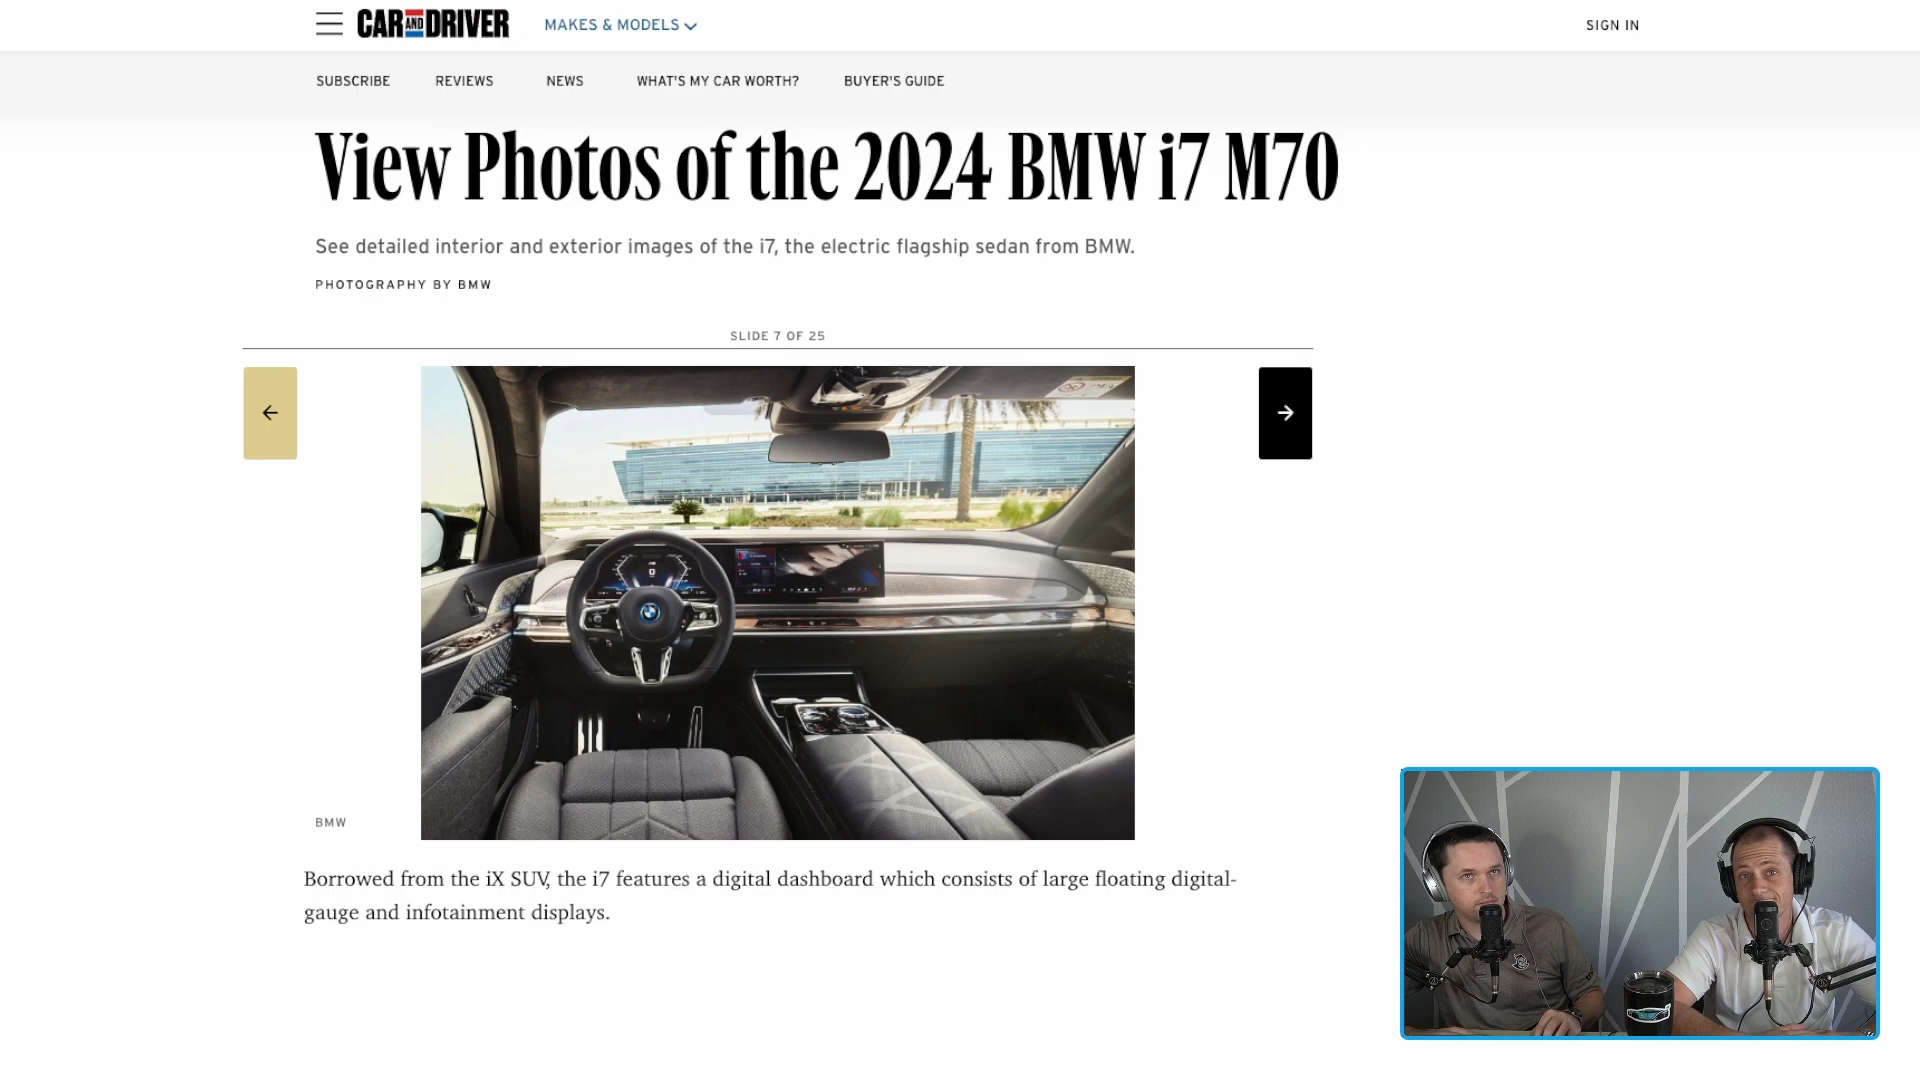 CAR AND DRIVER
MAKES & MODELS
SIGN IN
SUBSCRIBE
REVIEWS
NEWS
WHAT'S MY CAR WORTH?
BUYER'S GUIDE
View Photos of the 2024 BMW i7 M70
See detailed interior and exterior images of the i7, the electric flagship sedan from BMW.
PHOTOGRAPHY BY BMW
SLIDE 7 OF 25
BMW
Borrowed from the iX SUV, the i7 features a digital dashboard which consists of large floating digital-
gauge and infotainment displays.